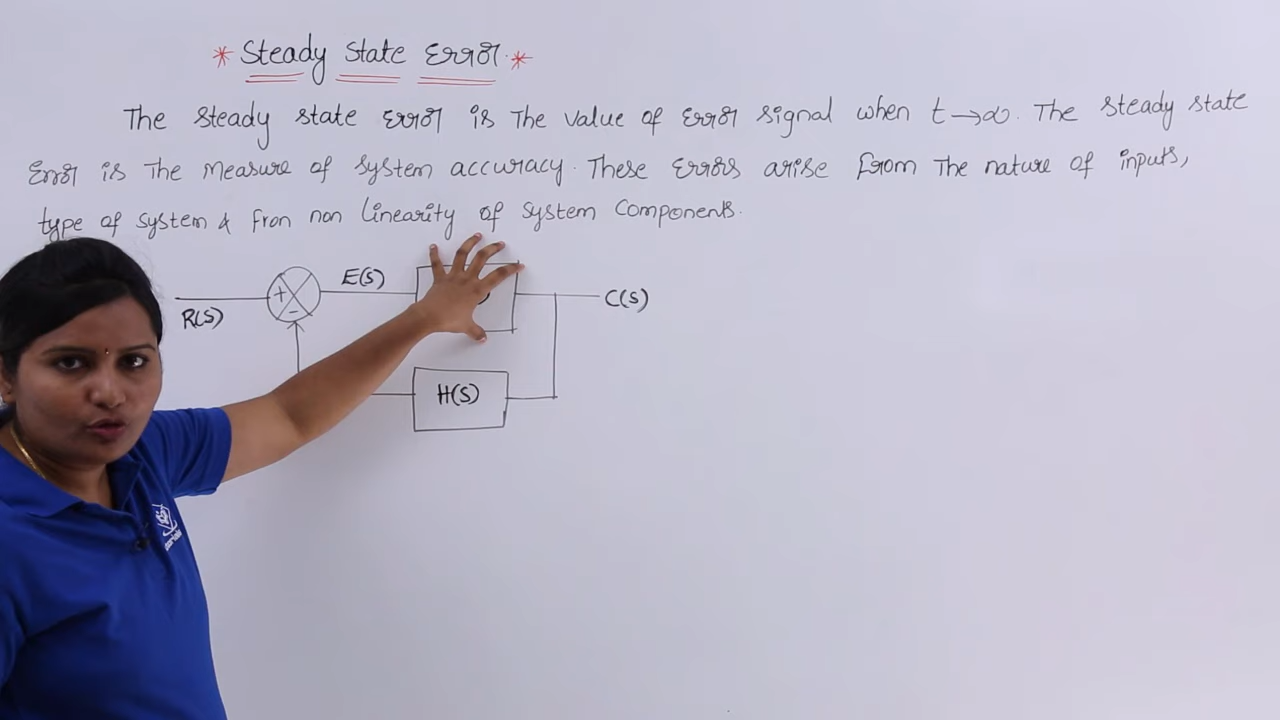 * Steady State Error *
The steady state Error is the value of Error signal when t→∞. The steady state
Error is the measure of system accuracy. These Errors arise from the nature of inputs,
type of system & from non linearity of system components.
E(S)
+
C(S)
R(S)
-
H(S)